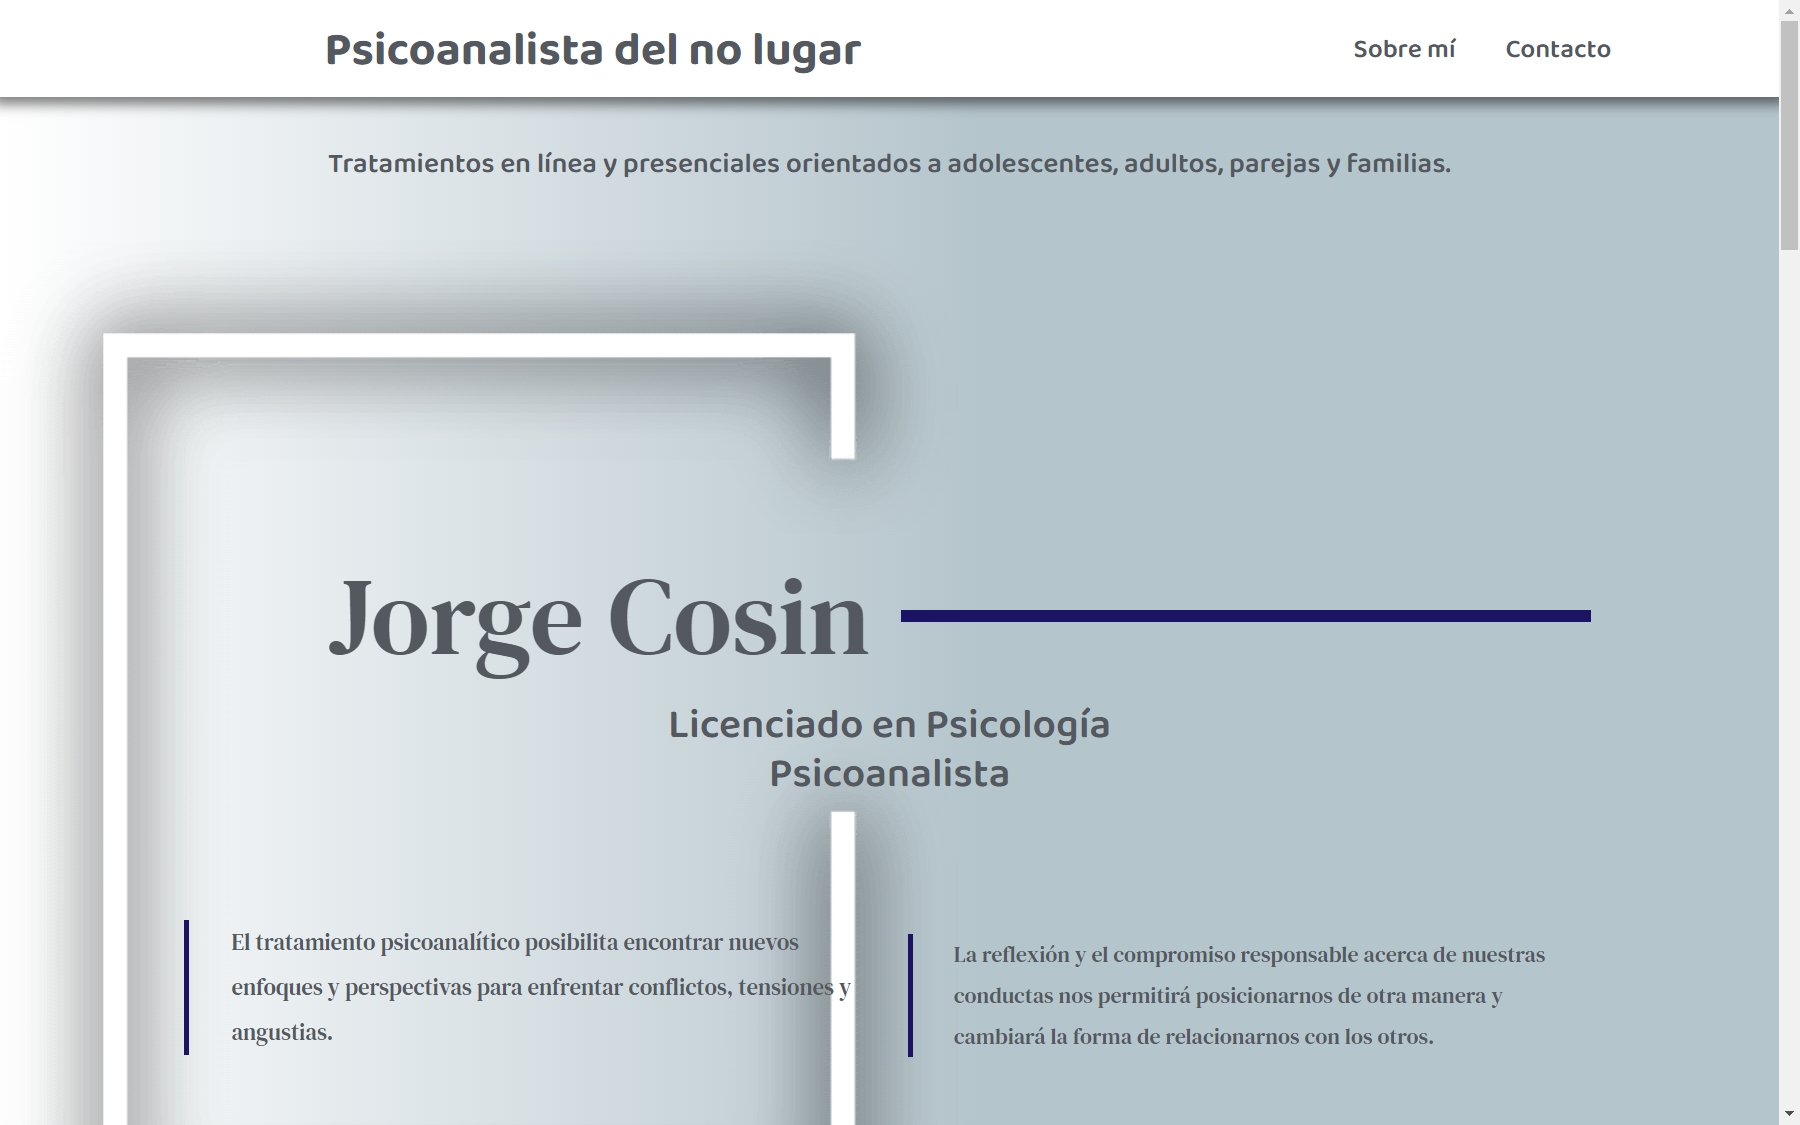 Psicoanalista del no lugar
Sobre mí
Contacto
Tratamientos en línea y presenciales orientados a adolescentes, adultos, parejas y familias.
Jorge Cosin
Licenciado en Psicología
Psicoanalista
El tratamiento psicoanalítico posibilita encontrar nuevos
enfoques y perspectivas para enfrentar conflictos, tensiones y
angustias.
La reflexión y el compromiso responsable acerca de nuestras
conductas nos permitirá posicionarnos de otra manera y
cambiará la forma de relacionarnos con los otros.